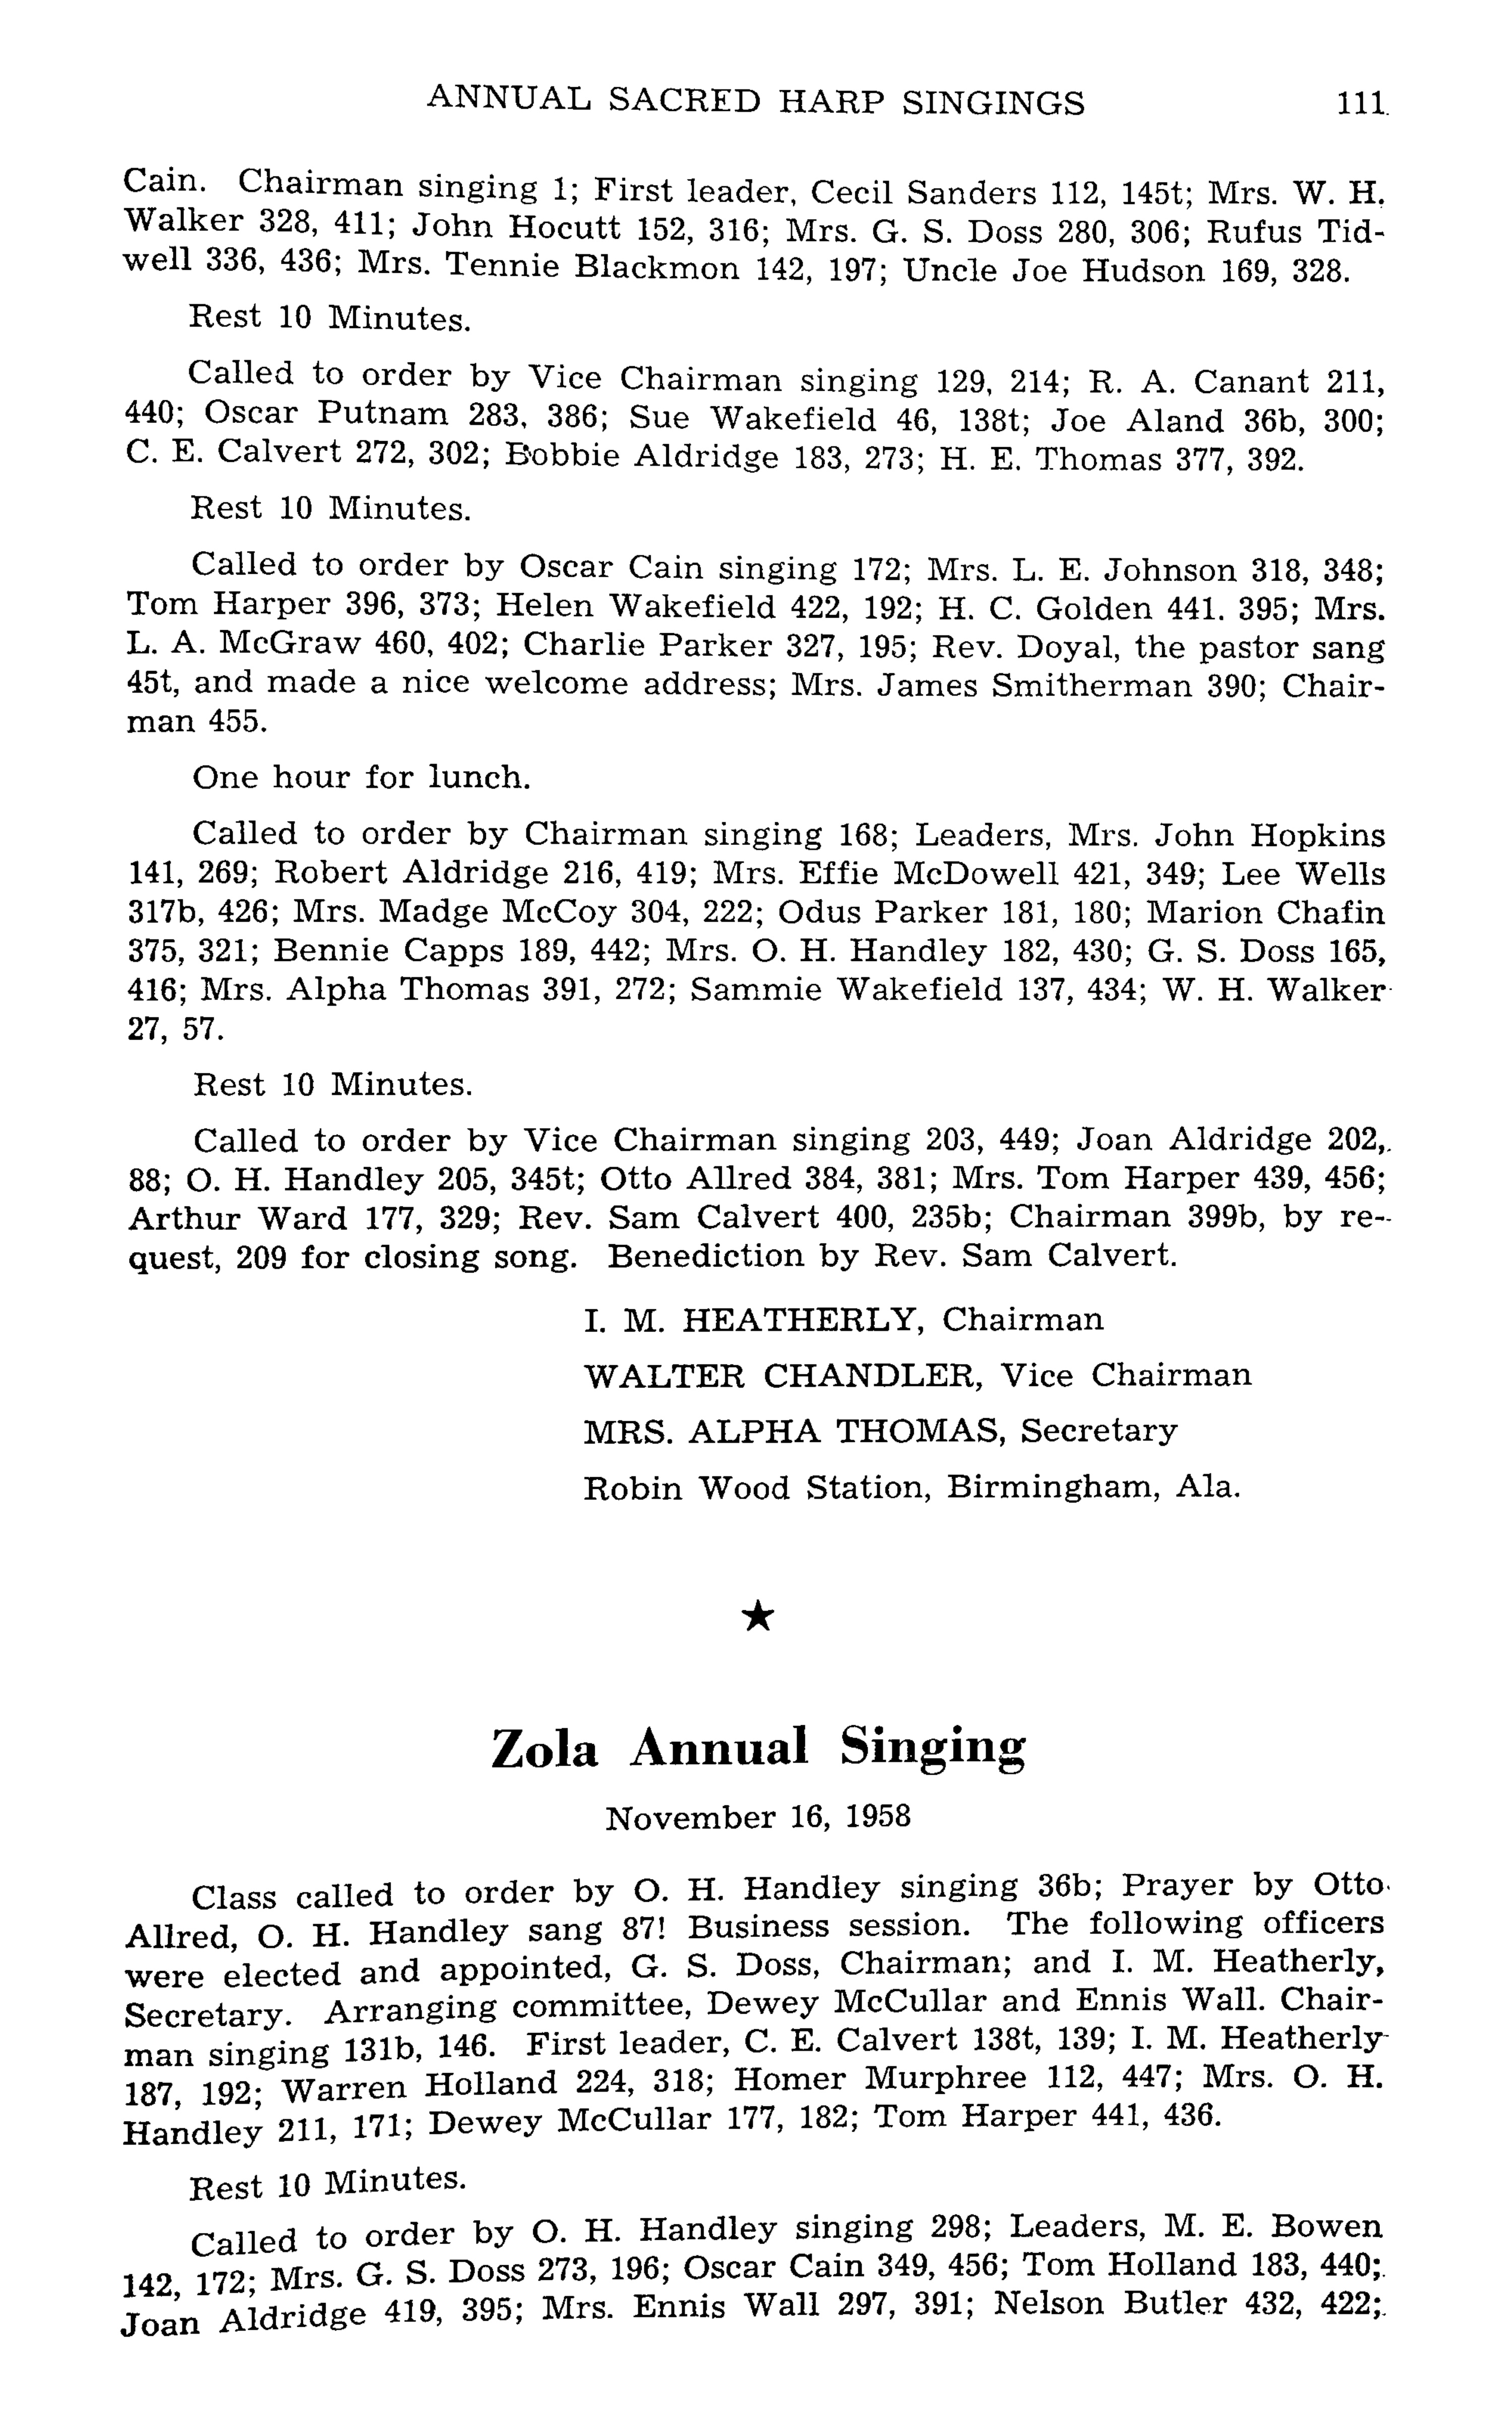 ANNUAL SACRED HARP SINGINGS 111
Cain. Chairman singing 1; First leader, Cecil Sanders 112, 145t; Mrs. W. H.
Walker 328, 411; John Hocutt 152, 316; Mrs. G. S. Doss 280, 306; Rufus Tid-
well 336, 436; Mrs. Tennie Blackmon 142, 197; Uncle Joe Hudson 169, 328.
Rest 10 Minutes.
Called to order by Vice Chairman singing 129, 214; R. A. Canant 211,
440; Oscar Putnam 283, 386; Sue Wakefield 46, 138t; Joe Aland 36b, 300;
C. E. Calvert 272, 302; Bobbie Aldridge 183, 273; H. E. Thomas 377, 392.
Rest 10 Minutes.
Called to order by Oscar Cain singing 172; Mrs. L. E. Johnson 318, 348;
Tom Harper 396, 373; Helen Wakefield 422, 192; H. C. Golden 441. 395; Mrs.
L. A. McGraw 460, 402; Charlie Parker 327, 195; Rev. Doyal, the pastor sang
45t, and made a nice welcome address; Mrs. James Smitherman 390; Chair-
man 455.
One hour for lunch.
Called to order by Chairman singing 168; Leaders, Mrs. John Hopkins
141, 269; Robert Aldridge 216, 419; Mrs. Effie McDowell 421, 349; Lee Wells
317b, 426; Mrs. Madge McCoy 304, 222; Odus Parker 181, 180; Marion Chafin
375, 321; Bennie Capps 189, 442; Mrs. O. H. Handley 182, 430; G. S. Doss 165,
416; Mrs. Alpha Thomas 391, 272; Sammie Wakefield 137, 434; W. H. Walker
27, 57.
Rest 10 Minutes.
Called to order by Vice Chairman singing 203, 449; Joan Aldridge 202,
88; O. H. Handley 205, 345t; Otto Allred 384, 381; Mrs. Tom Harper 439, 456;
Arthur Ward 177, 329; Rev. Sam Calvert 400, 235b; Chairman 399b, by re-
quest, 209 for closing song. Benediction by Rev. Sam Calvert.
I. M. HEATHERLY, Chairman
WALTER CHANDLER, Vice Chairman
MRS. ALPHA THOMAS, Secretary
Robin Wood Station, Birmingham, Ala.
★
Zola Annual Singing
November 16, 1958
Class called to order by O. H. Handley singing 36b; Prayer by Otto
Allred, O. H. Handley sang 87! Business session. The following officers
were elected and appointed, G. S. Doss, Chairman; and I. M. Heatherly,
Secretary. Arranging committee, Dewey McCullar and Ennis Wall. Chair-
man singing 131b, 146. First leader, C. E. Calvert 138t, 139; I. M. Heatherly
187, 192; Warren Holland 224, 318; Homer Murphree 112, 447; Mrs. O. H.
Handley 211, 171; Dewey McCullar 177, 182; Tom Harper 441, 436.
Rest 10 Minutes.
Called to order by O. H. Handley singing 298; Leaders, M. E. Bowen
142, 172; Mrs. G. S. Doss 273, 196; Oscar Cain 349, 456; Tom Holland 183, 440;
Joan Aldridge 419, 395; Mrs. Ennis Wall 297, 391; Nelson Butler 432, 422;